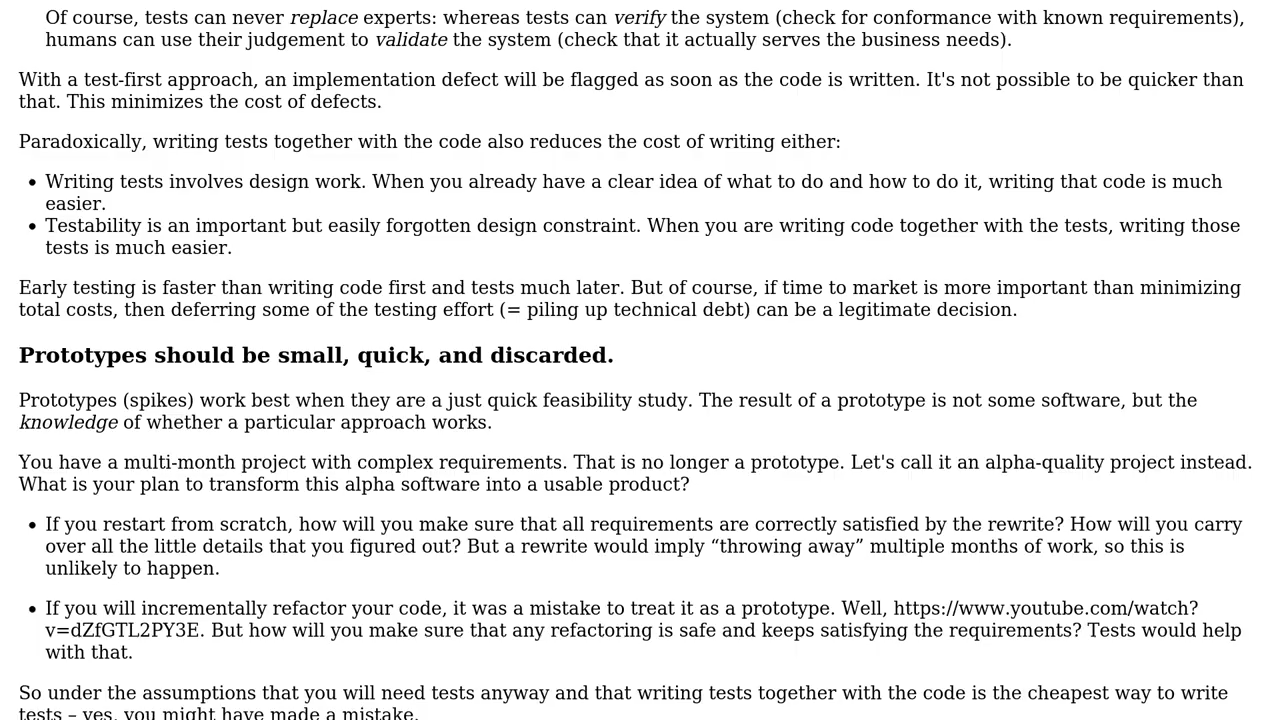 Of course, tests can never replace experts: whereas tests can verify the system (check for conformance with known requirements),
humans can use their judgement to validate the system (check that it actually serves the business needs).
With a test-first approach, an implementation defect will be flagged as soon as the code is written. It's not possible to be quicker than
that. This minimizes the cost of defects.
Paradoxically, writing tests together with the code also reduces the cost of writing either:
• Writing tests involves design work. When you already have a clear idea of what to do and how to do it, writing that code is much
easier.
• Testability is an important but easily forgotten design constraint. When you are writing code together with the tests, writing those
tests is much easier.
Early testing is faster than writing code first and tests much later. But of course, if time to market is more important than minimizing
total costs, then deferring some of the testing effort (= piling up technical debt) can be a legitimate decision.
Prototypes should be small, quick, and discarded.
Prototypes (spikes) work best when they are a just quick feasibility study. The result of a prototype is not some software, but the
knowledge of whether a particular approach works.
You have a multi-month project with complex requirements. That is no longer a prototype. Let's call it an alpha-quality project instead.
What is your plan to transform this alpha software into a usable product?
• If you restart from scratch, how will you make sure that all requirements are correctly satisfied by the rewrite? How will you carry
over all the little details that you figured out? But a rewrite would imply “throwing away” multiple months of work, so this is
unlikely to happen.
• If you will incrementally refactor your code, it was a mistake to treat it as a prototype. Well, https://www.youtube.com/watch?
v=dZfGTL2PY3E. But how will you make sure that any refactoring is safe and keeps satisfying the requirements? Tests would help
with that.
So under the assumptions that you will need tests anyway and that writing tests together with the code is the cheapest way to write
tests – yes, you might have made a mistake.